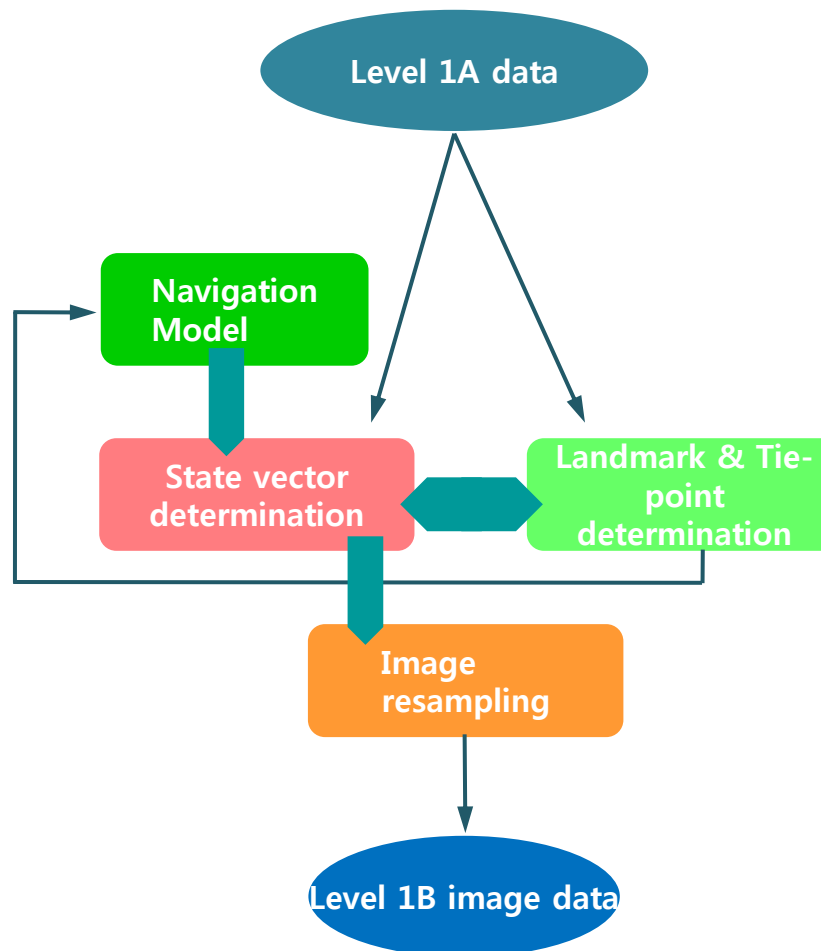 Level 1A data
Navigation
Model
State vector
determination
Landmark & Tie-
point
determination
Image
resampling
Level 1B image data